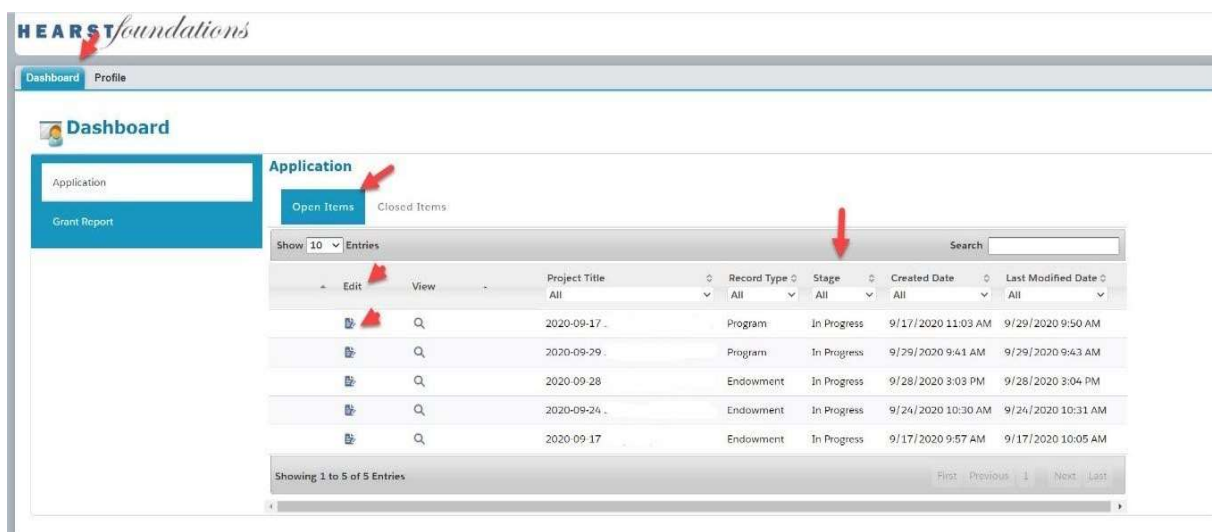 HEARST foundations
Dashboard Profile
Dashboard
Application
Grant Report
Application
Open Items Closed Items
Show 10 Entries Search
Edit View - Project Title Record Type Stage Created Date Last Modified Date
All All All All All
2020-09-17 . Program In Progress 9/17/2020 11:03 AM 9/29/2020 9:50 AM
2020-09-29 . Program In Progress 9/29/2020 9:41 AM 9/29/2020 9:43 AM
2020-09-28 Endowment In Progress 9/28/2020 3:03 PM 9/28/2020 3:04 PM
2020-09-24 . Endowment In Progress 9/24/2020 10:30 AM 9/24/2020 10:31 AM
2020-09-17 Endowment In Progress 9/17/2020 9:57 AM 9/17/2020 10:05 AM
Showing 1 to 5 of 5 Entries First Previous 1 Next Last